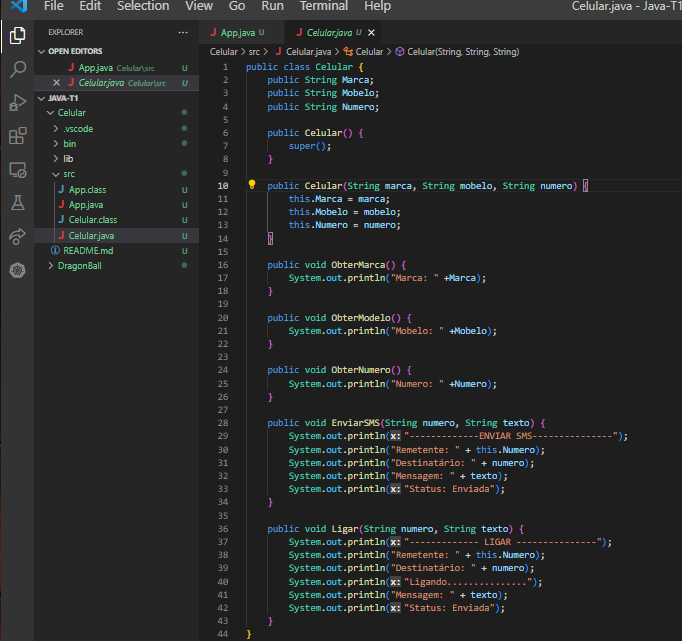 File Edit Selection View Go Run Terminal Help Celular.java - Java-T1
EXPLORER ...
OPEN EDITORS
J App.java Celular\src U
× J Celular.java Celular\src U
JAVA-T1
Celular
.vscode
bin
lib
src
J App.class U
J App.java U
J Celular.class U
J Celular.java U
README.md U
DragonBall
J App.java U J Celular.java U ×
Celular > src > J Celular.java > Celular > Celular(String, String, String)
1 public class Celular {
2 public String Marca;
3 public String Mobelo;
4 public String Numero;
5
6 public Celular() {
7 super();
8 }
9
10 public Celular(String marca, String mobelo, String numero) {
11 this.Marca = marca;
12 this.Mobelo = mobelo;
13 this.Numero = numero;
14 }
15
16 public void ObterMarca() {
17 System.out.println("Marca: " +Marca);
18 }
19
20 public void ObterModelo() {
21 System.out.println("Mobelo: " +Mobelo);
22 }
23
24 public void ObterNumero() {
25 System.out.println("Numero: " +Numero);
26 }
27
28 public void EnviarSMS(String numero, String texto) {
29 System.out.println(x: "-------------ENVIAR SMS---------------");
30 System.out.println("Remetente: " + this.Numero);
31 System.out.println("Destinatário: " + numero);
32 System.out.println("Mensagem: " + texto);
33 System.out.println(x: "Status: Enviada");
34 }
35
36 public void Ligar(String numero, String texto) {
37 System.out.println(x: "------------- LIGAR ---------------");
38 System.out.println("Remetente: " + this.Numero);
39 System.out.println("Destinatário: " + numero);
40 System.out.println(x: "Ligando...............");
41 System.out.println("Mensagem: " + texto);
42 System.out.println(x: "Status: Enviada");
43 }
44 }